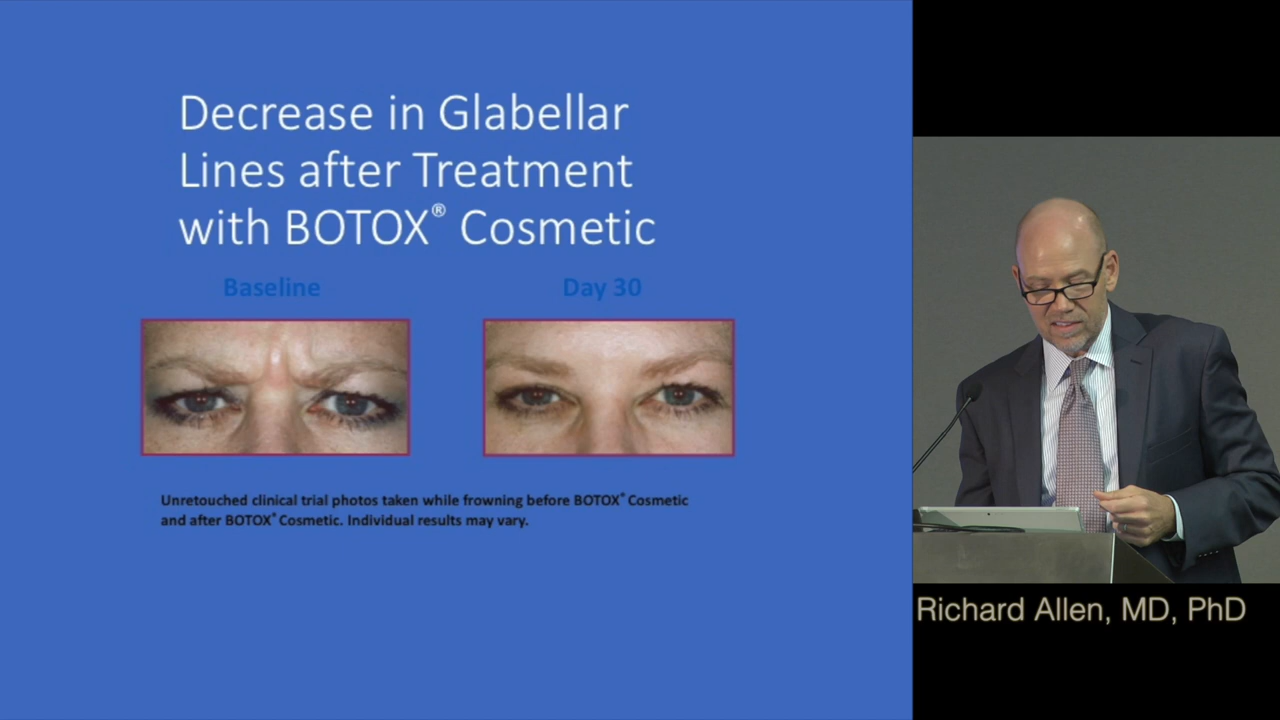 Decrease in Glabellar
Lines after Treatment
with BOTOX® Cosmetic
Baseline
Day 30
Unretouched clinical trial photos taken while frowning before BOTOX® Cosmetic
and after BOTOX® Cosmetic. Individual results may vary.
Richard Allen, MD, PhD